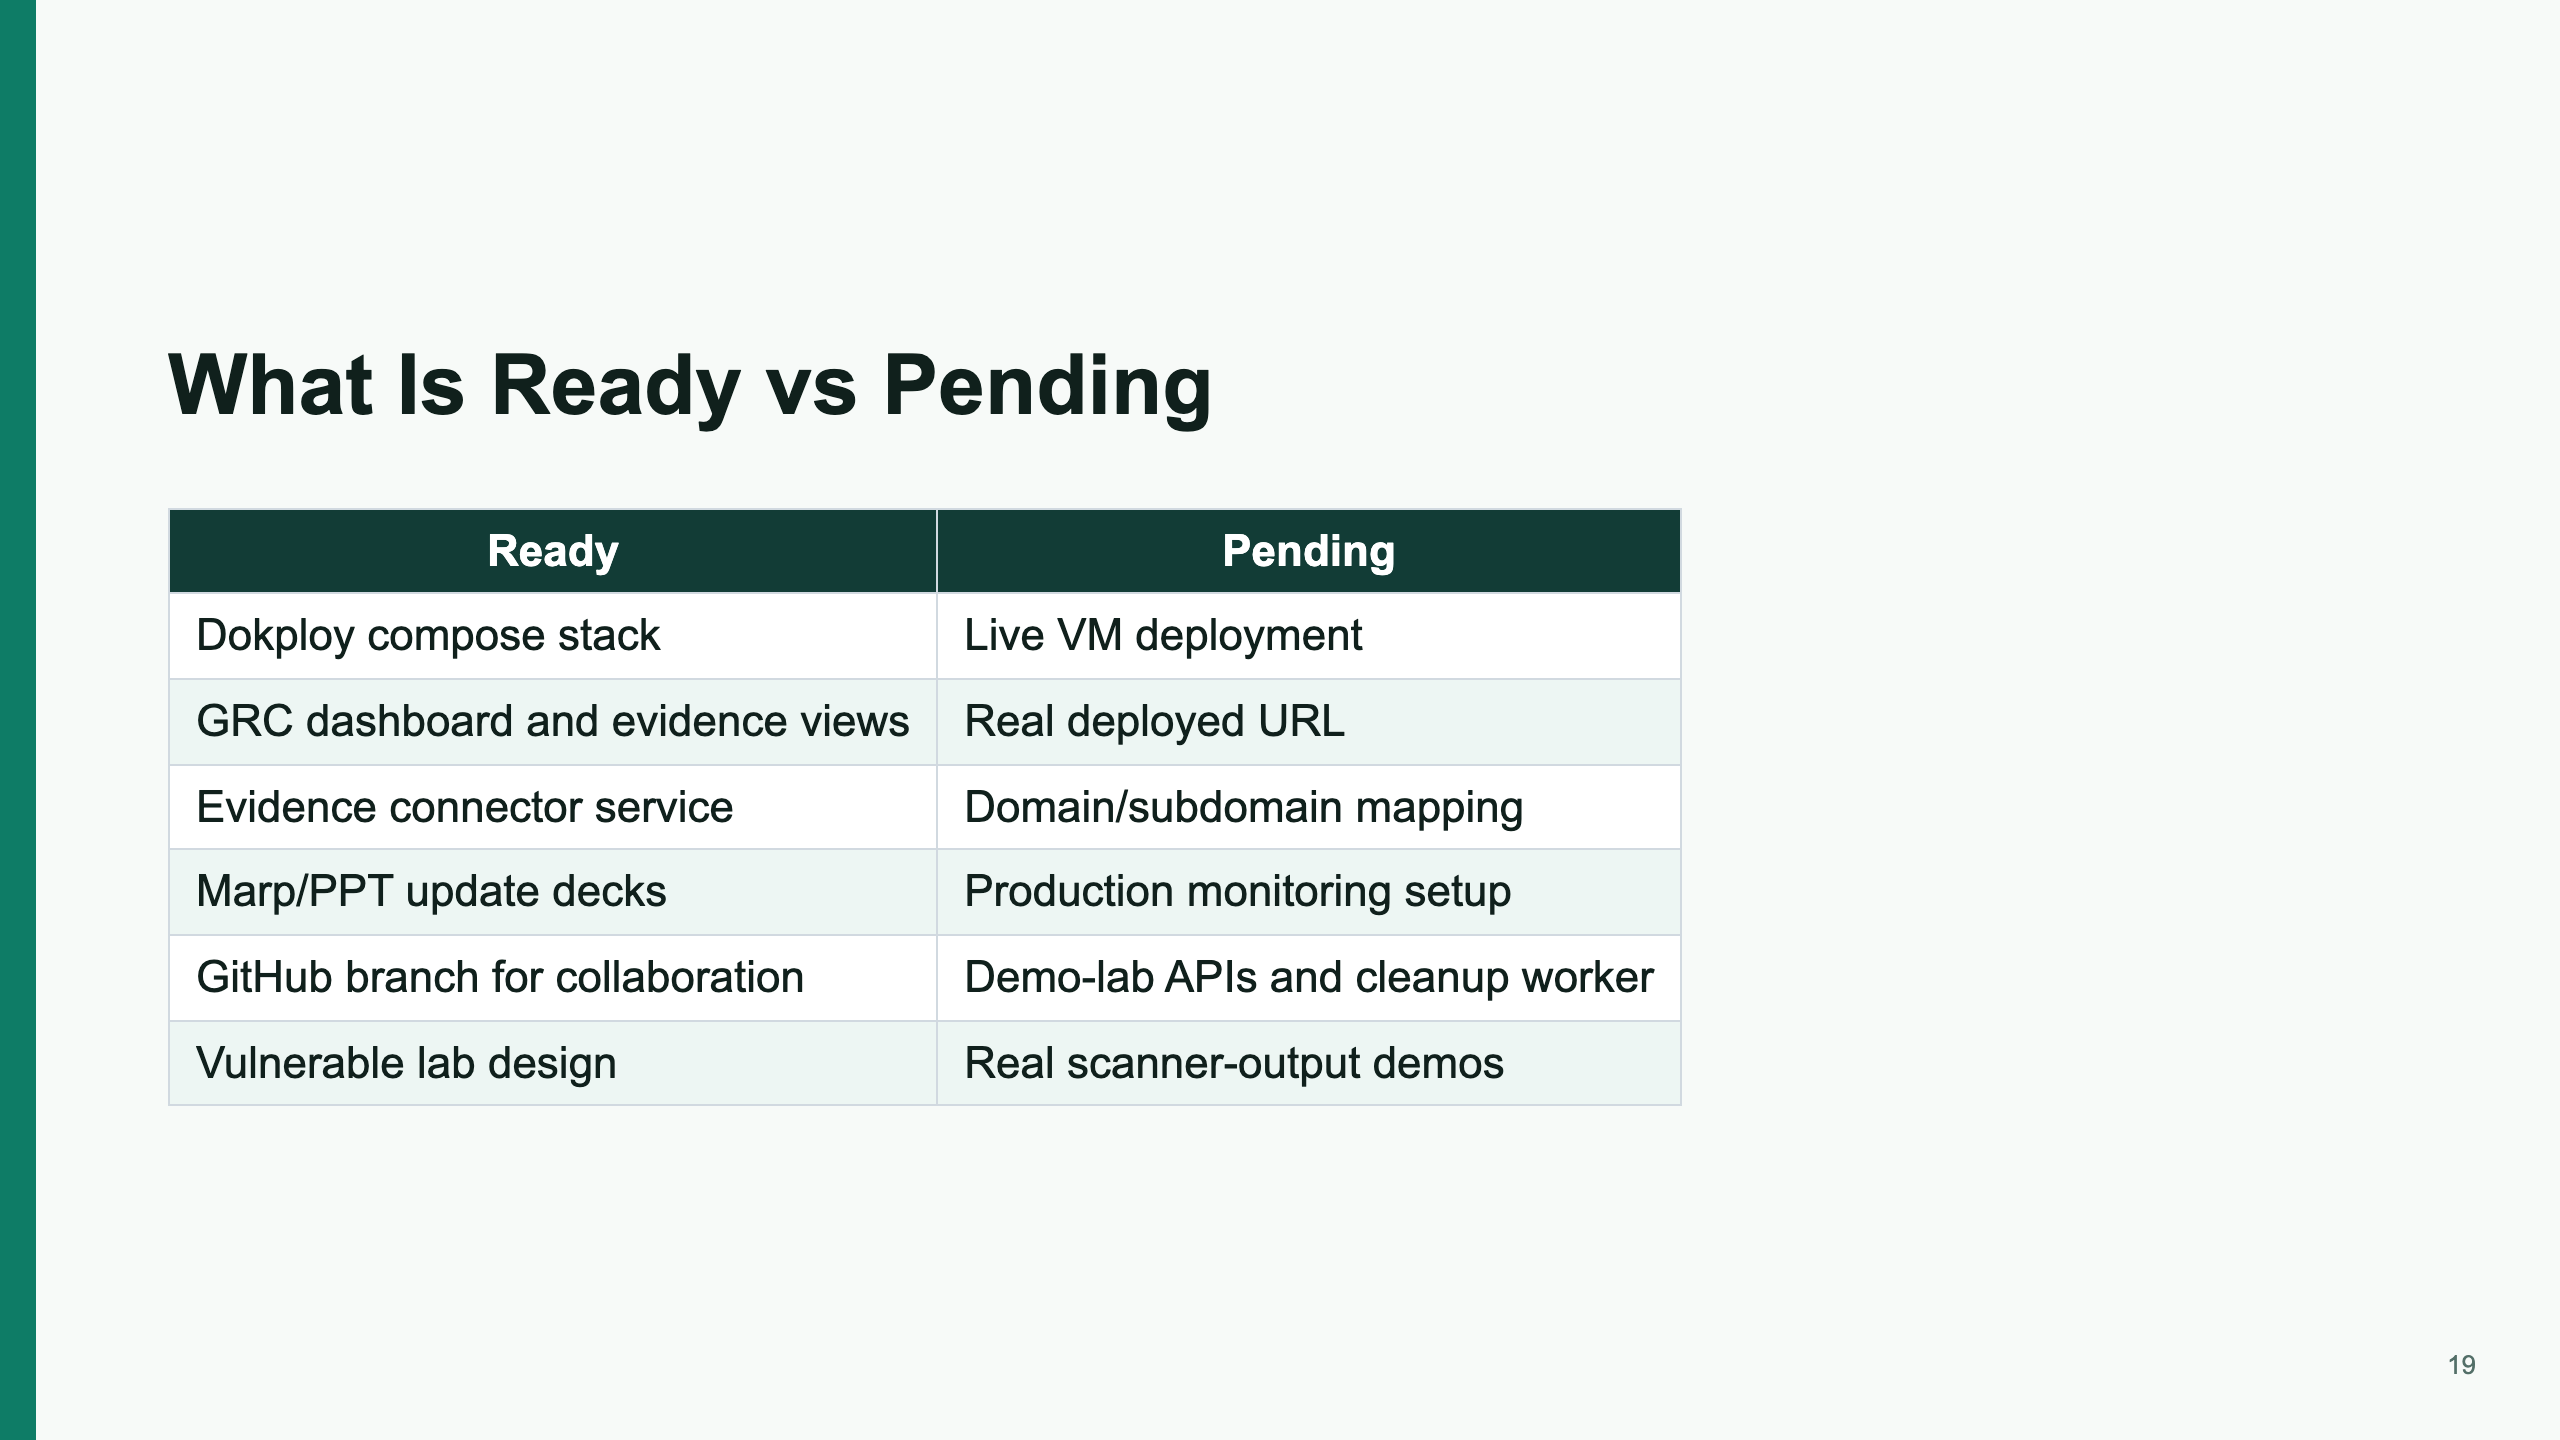 What Is Ready vs Pending
Ready Pending
Dokploy compose stack Live VM deployment
GRC dashboard and evidence views Real deployed URL
Evidence connector service Domain/subdomain mapping
Marp/PPT update decks Production monitoring setup
GitHub branch for collaboration Demo-lab APIs and cleanup worker
Vulnerable lab design Real scanner-output demos
19